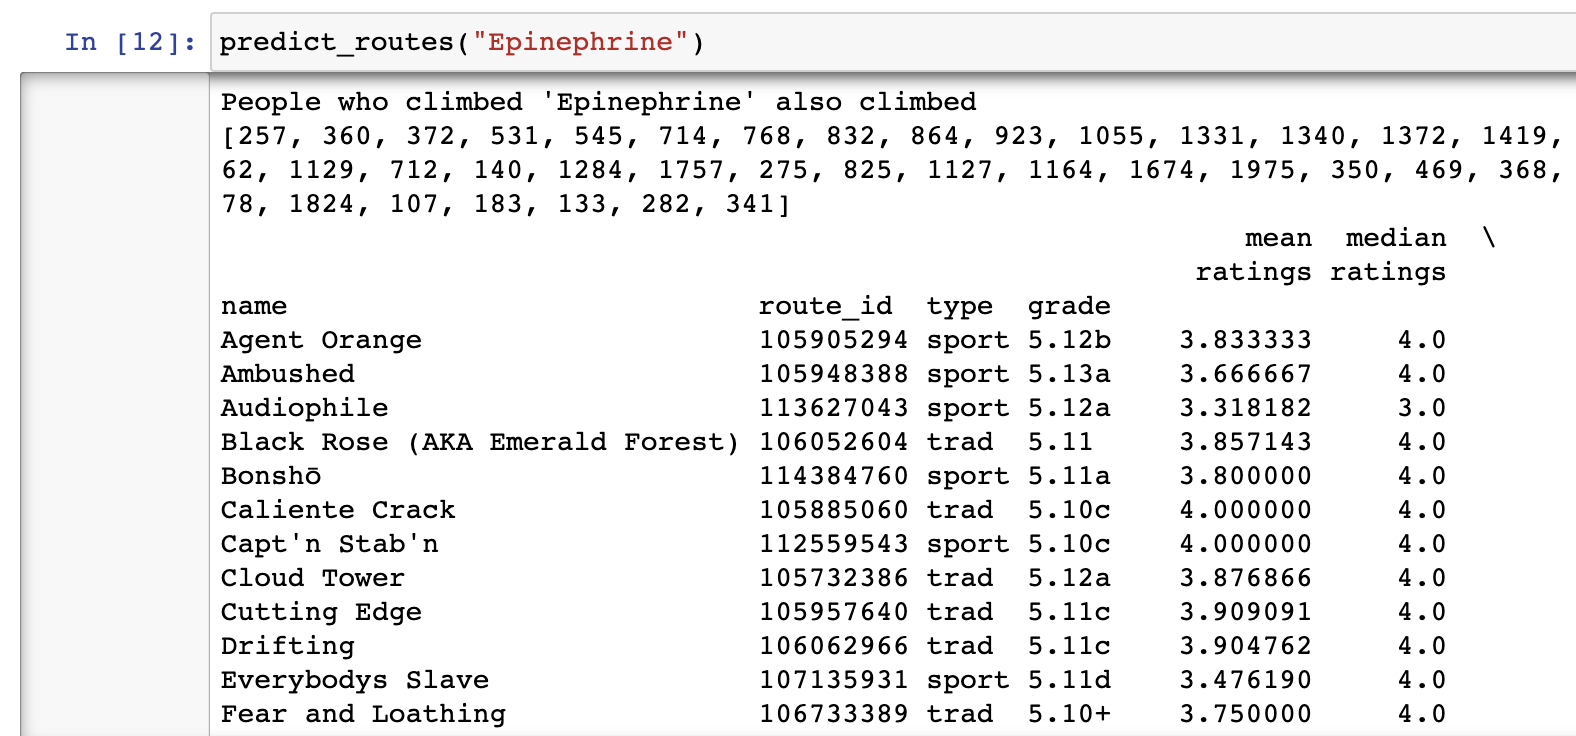 In [12]: predict_routes("Epinephrine")
People who climbed 'Epinephrine' also climbed
[257, 360, 372, 531, 545, 714, 768, 832, 864, 923, 1055, 1331, 1340, 1372, 1419,
62, 1129, 712, 140, 1284, 1757, 275, 825, 1127, 1164, 1674, 1975, 350, 469, 368,
78, 1824, 107, 183, 133, 282, 341]
mean median \
ratings ratings
name route_id type grade
Agent Orange 105905294 sport 5.12b 3.833333 4.0
Ambushed 105948388 sport 5.13a 3.666667 4.0
Audiophile 113627043 sport 5.12a 3.318182 3.0
Black Rose (AKA Emerald Forest) 106052604 trad 5.11 3.857143 4.0
Bonshō 114384760 sport 5.11a 3.800000 4.0
Caliente Crack 105885060 trad 5.10c 4.000000 4.0
Capt'n Stab'n 112559543 sport 5.10c 4.000000 4.0
Cloud Tower 105732386 trad 5.12a 3.876866 4.0
Cutting Edge 105957640 trad 5.11c 3.909091 4.0
Drifting 106062966 trad 5.11c 3.904762 4.0
Everybodys Slave 107135931 sport 5.11d 3.476190 4.0
Fear and Loathing 106733389 trad 5.10+ 3.750000 4.0